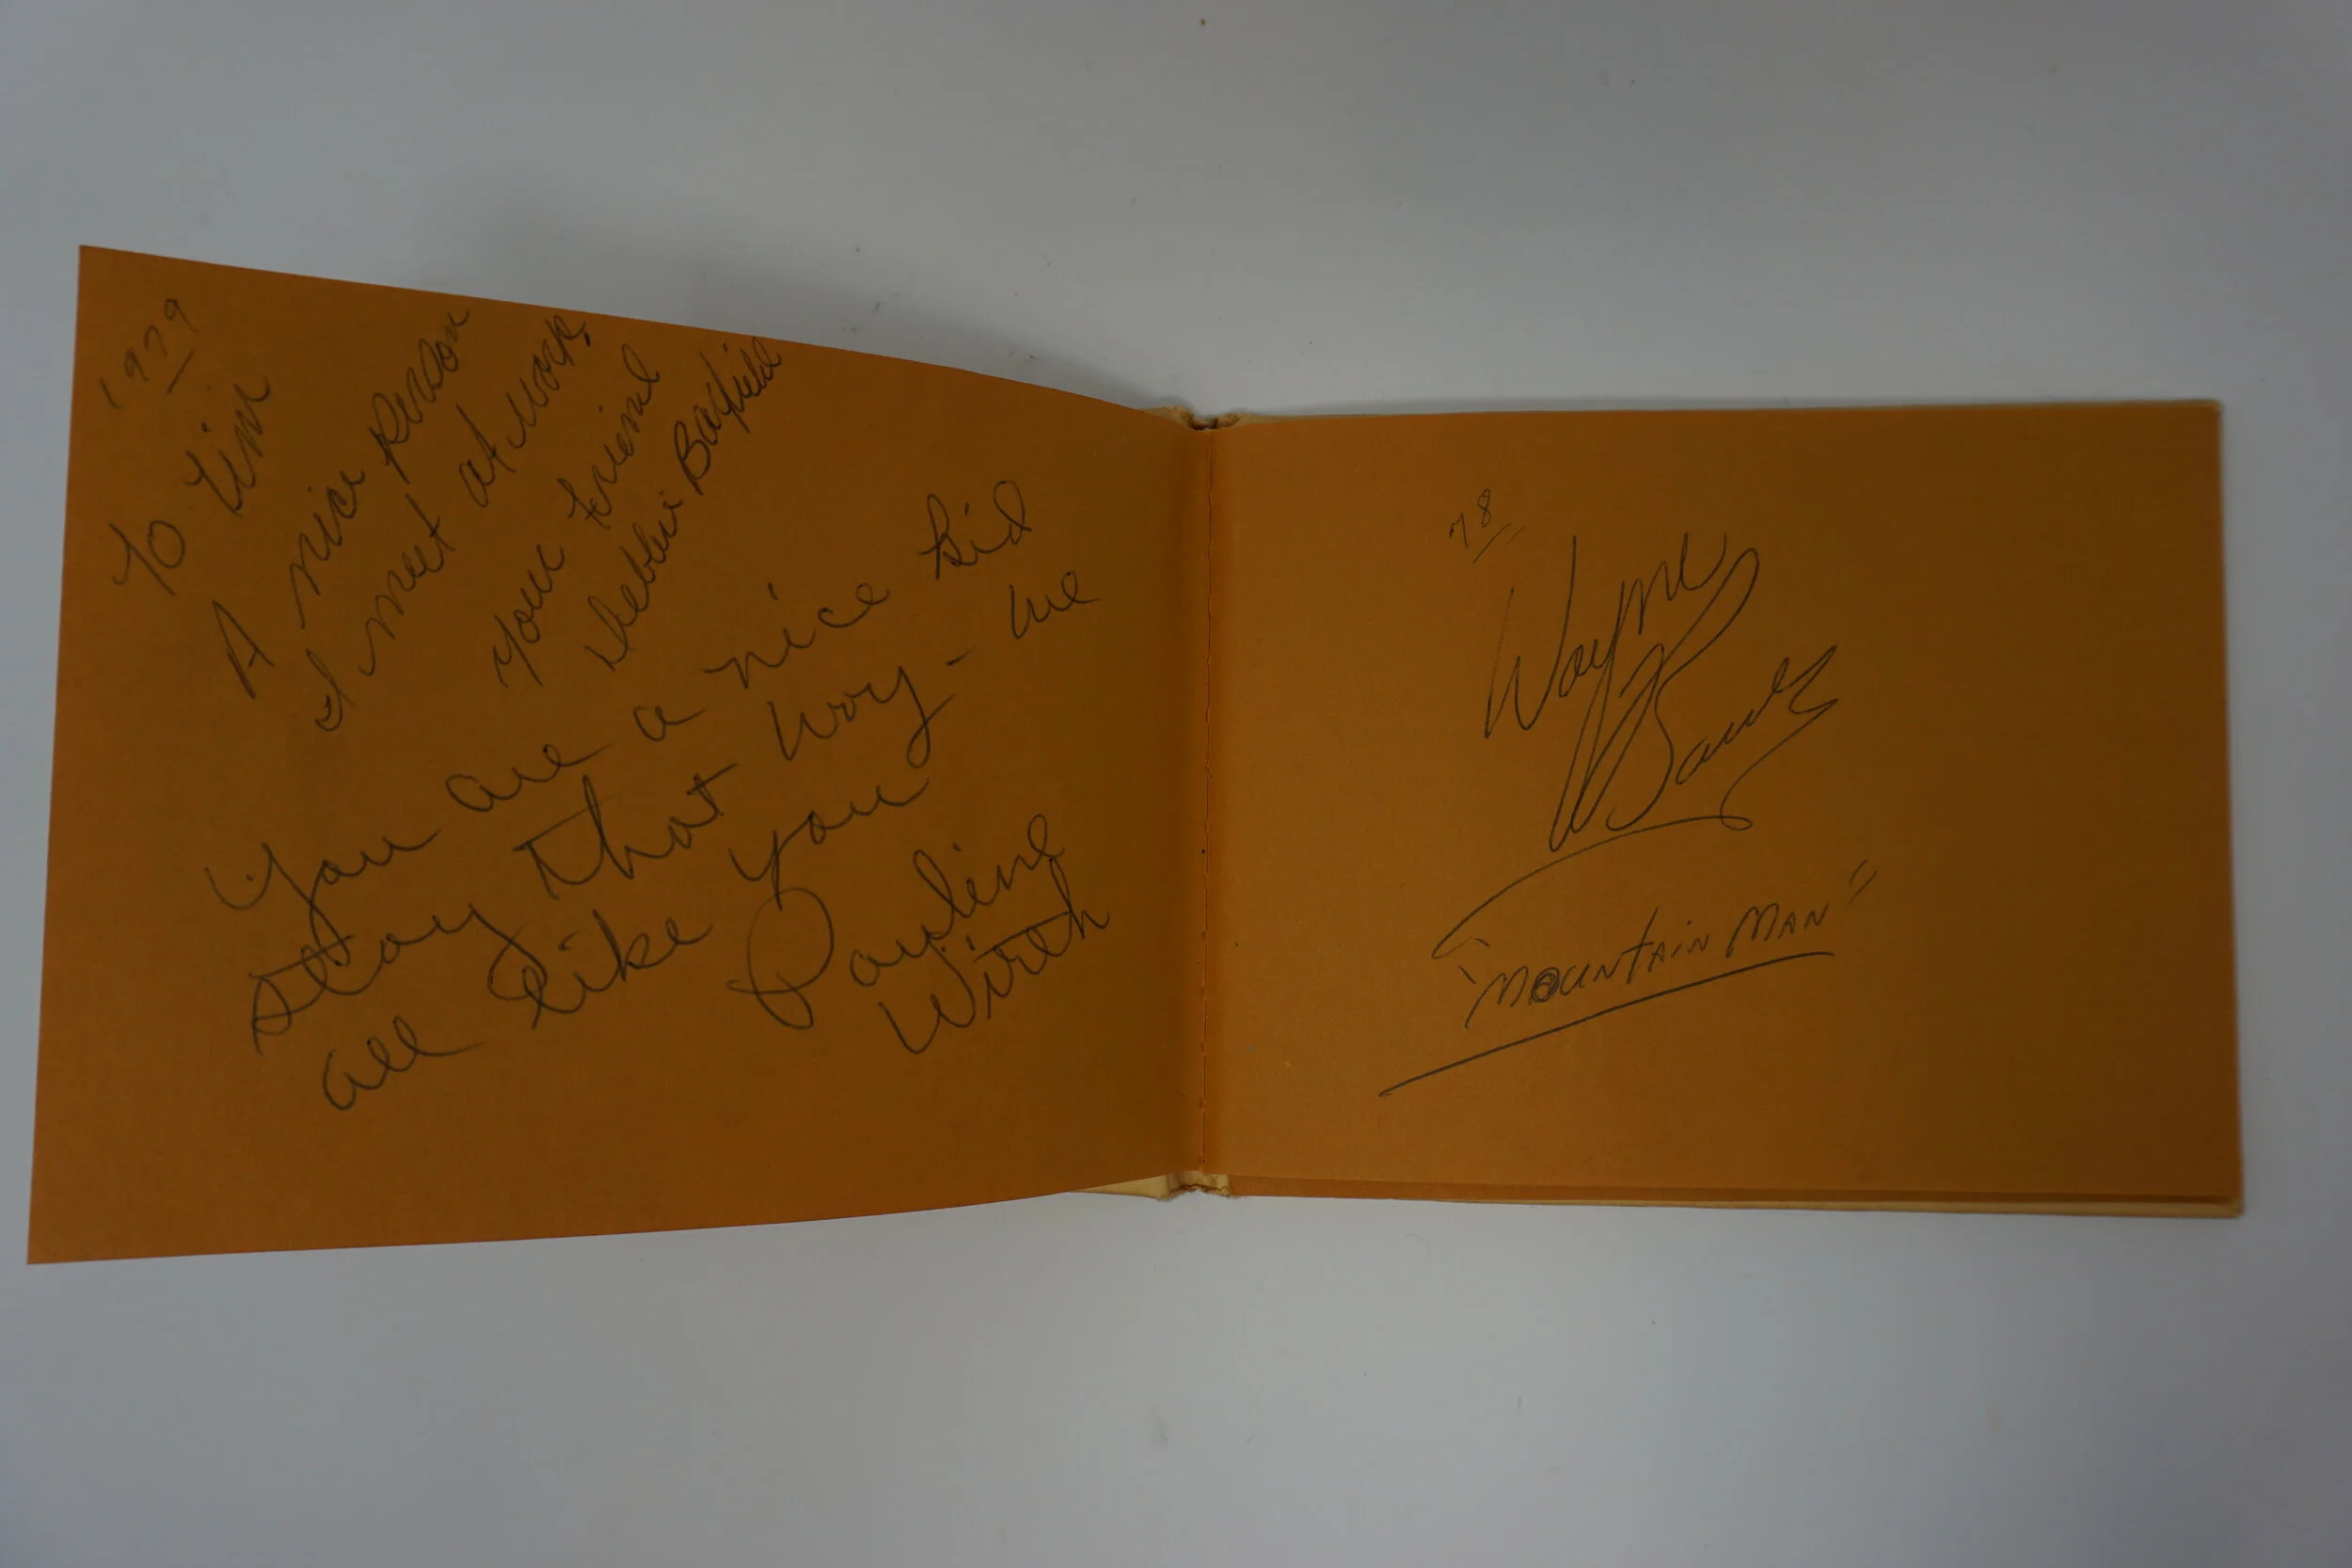 1979
To Tim
A nice person
I meet at work.
Your Friend
Debbie Barfield
You are a nice kid
stay that way - we
all like you
Pauline
Wirth
78
Wayne
"MOUNTAIN MAN"